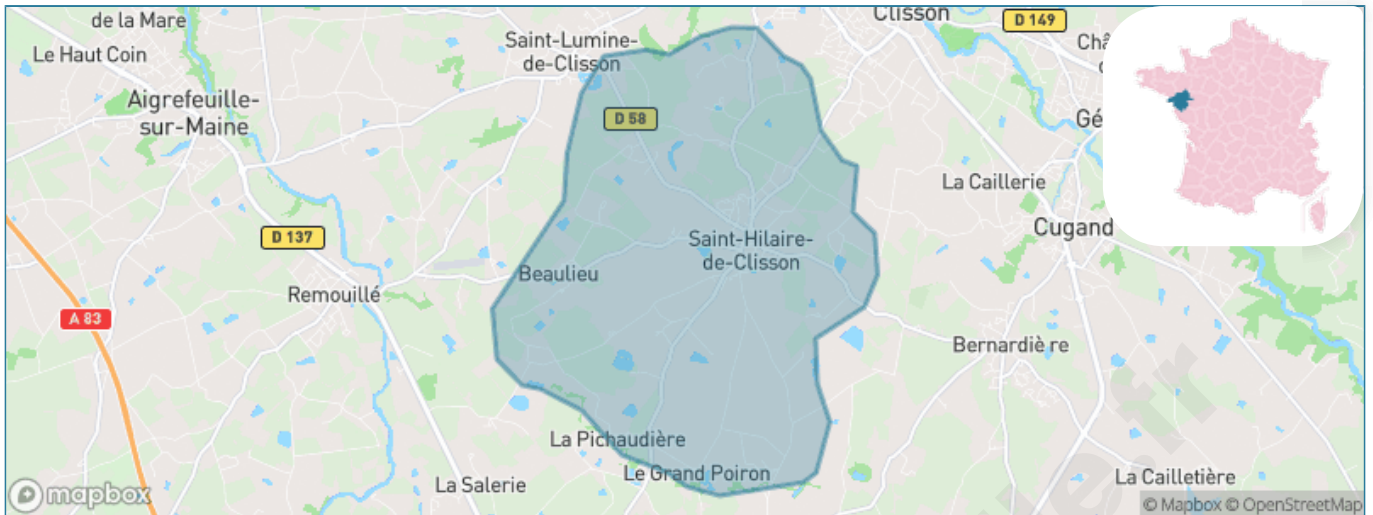 de la Mare
Clisson
D 149
Le Haut Coin
Saint-Lumine-
de-Clisson
Châ
Aigrefeuille-
sur-Maine
D 58
Gé
La Caillerie
Cugand
D 137
Saint-Hilaire-
de-Clisson
Beaulieu
Remouillé
A 83
Bernardiè re
La Pichaudière
Le Grand Poiron
La Salerie
La Cailletière
mapbox
© Mapbox © OpenStreetMap